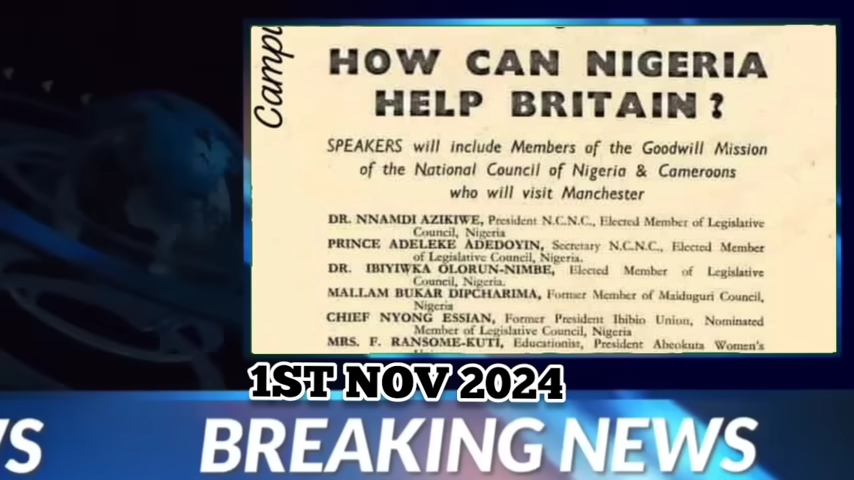 HOW CAN NIGERIA
HELP BRITAIN ?
SPEAKERS will include Members of the Goodwill Mission
of the National Council of Nigeria & Cameroons
who will visit Manchester
DR. NNAMDI AZIKIWE, President N.C.N.C., Elected Member of Legislative
Council, Nigeria
PRINCE ADELEKE ADEDOYIN, Secretary N.C.N.C., Elected Member
of Legislative Council, Nigeria.
DR. IBIYIWKA OLORUN-NIMBE, Elected Member of Legislative
Council, Nigeria.
MALLAM BUKAR DIPCHARIMA, Former Member of Maiduguri Council,
Nigeria
CHIEF NYONG ESSIAN, Former President Ibibio Union, Nominated
Member of Legislative Council, Nigeria
MRS. F. RANSOME-KUTI, Educationist, President Abeokuta Women's
1ST NOV 2024
BREAKING NEWS